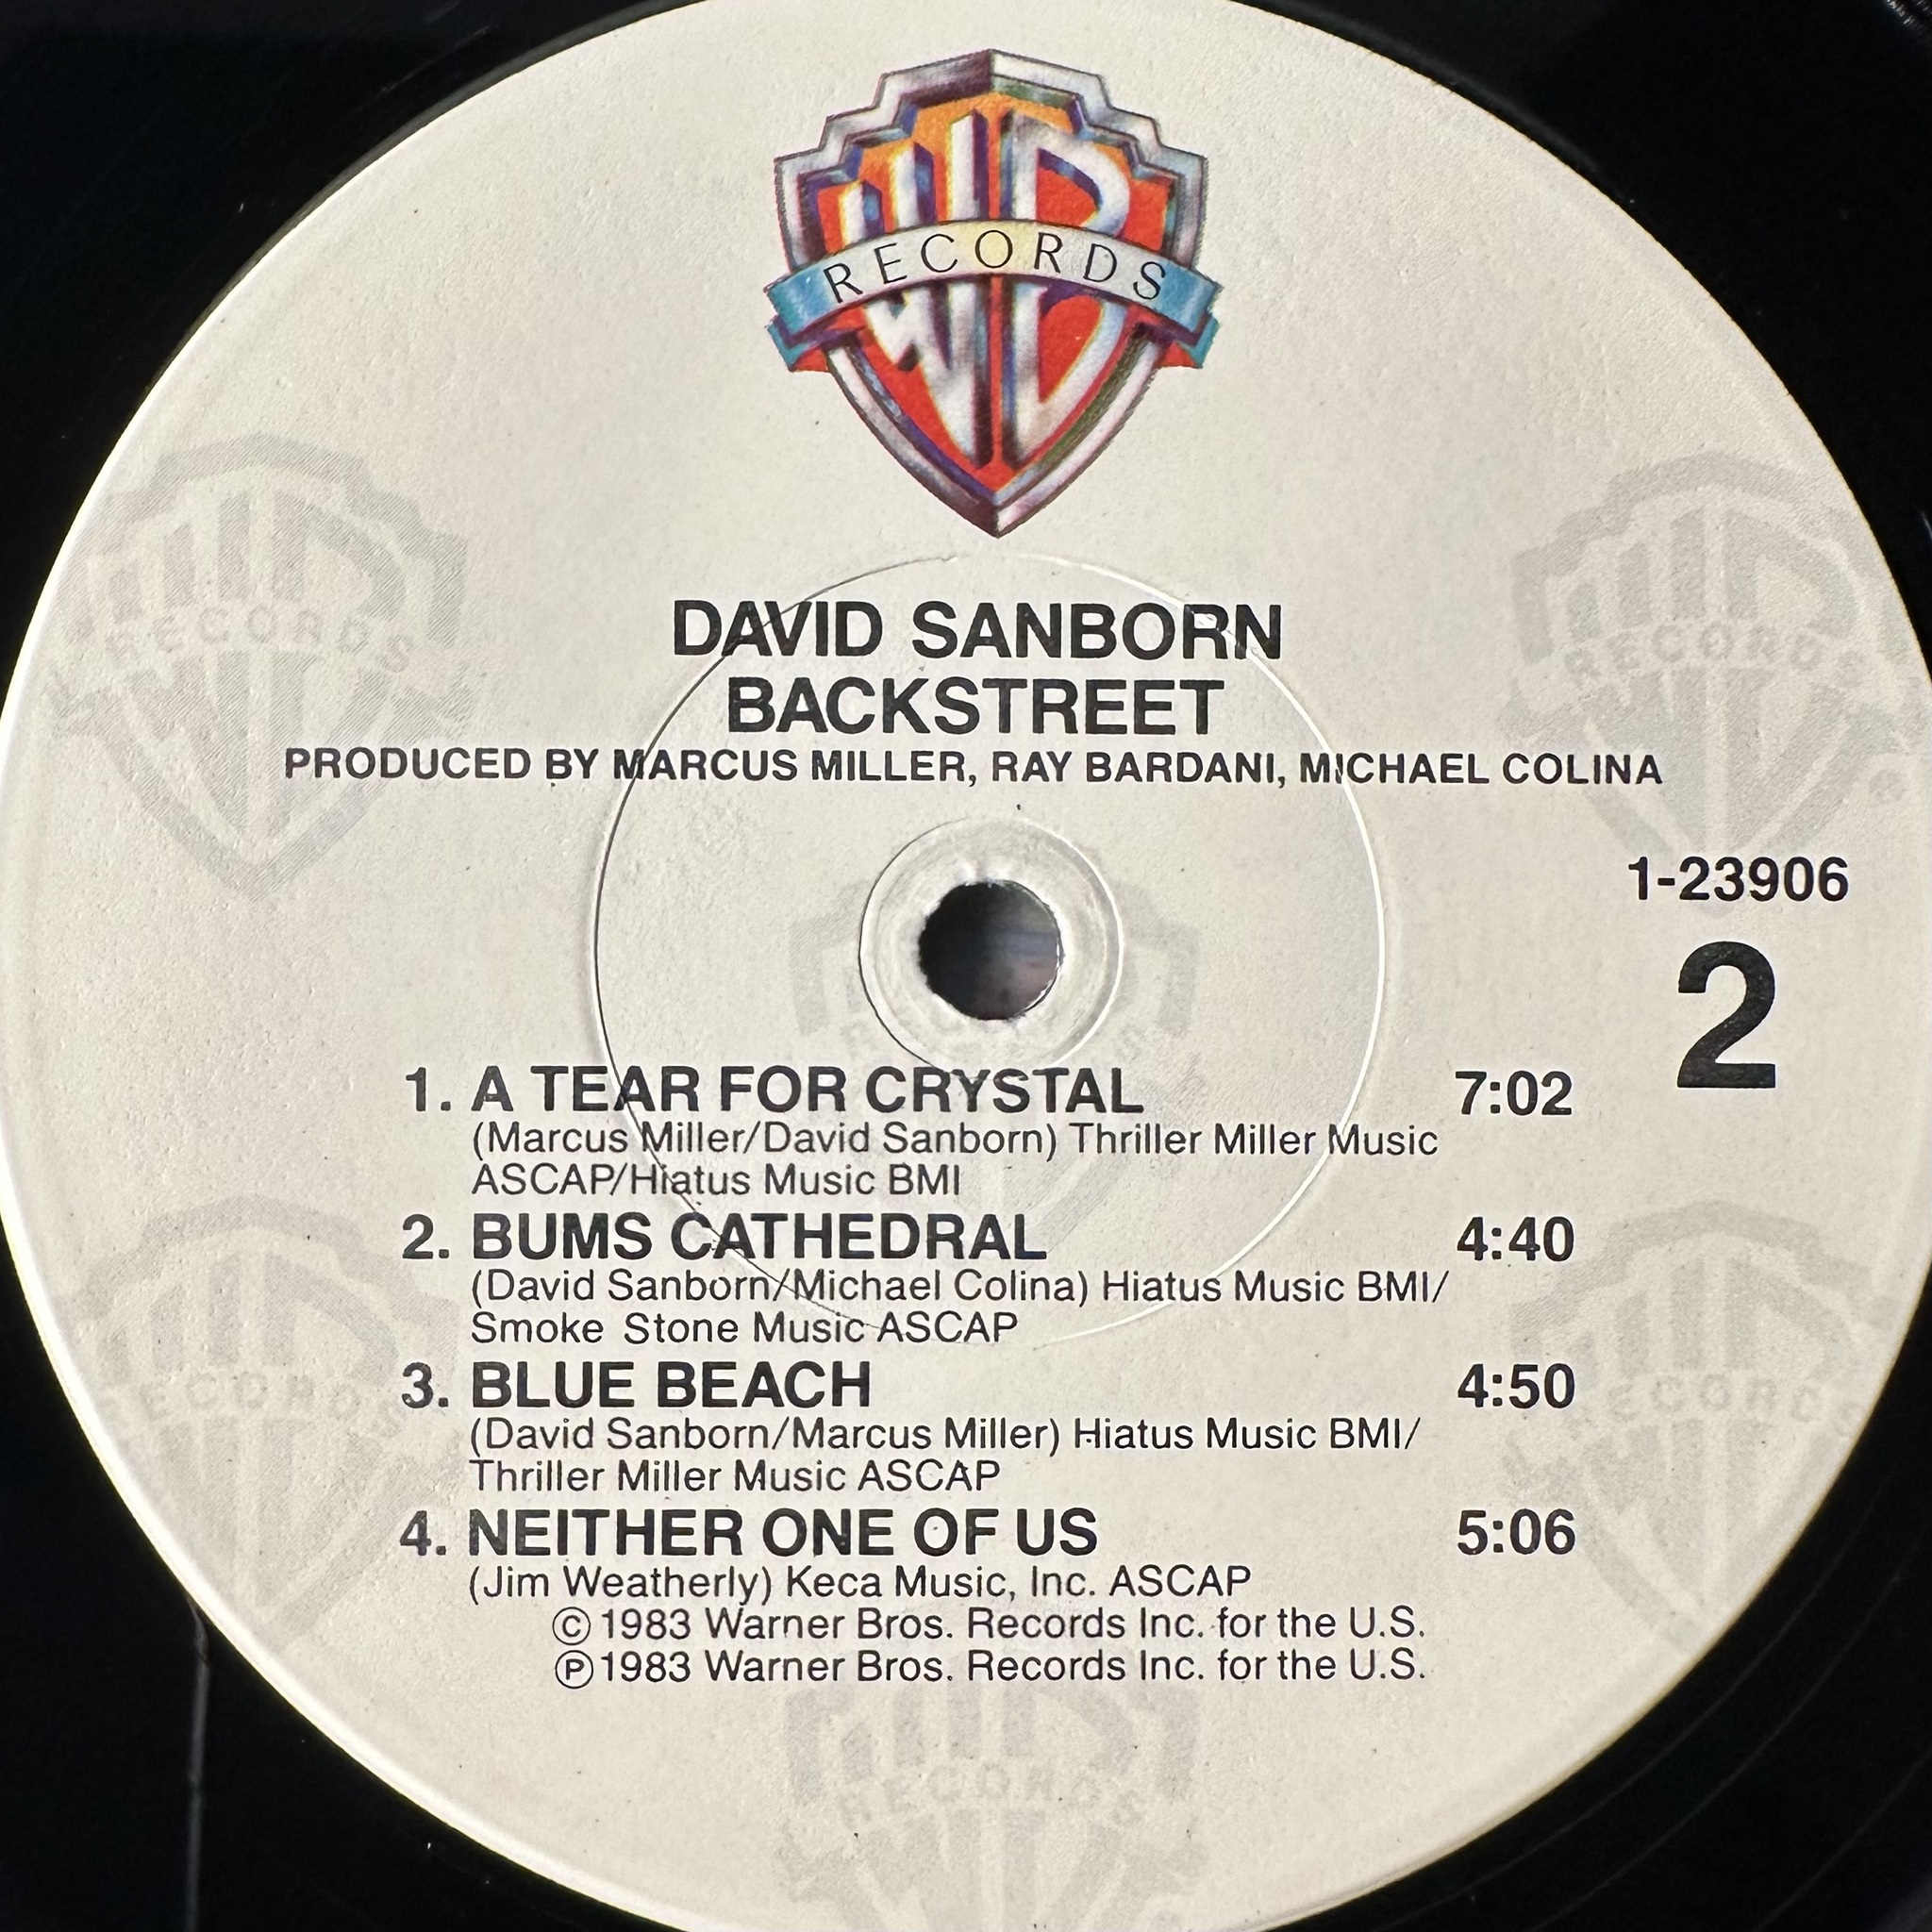 WB
RECORDS
DAVID SANBORN
BACKSTREET
PRODUCED BY MARCUS MILLER, RAY BARDANI, MICHAEL COLINA
1-23906
2
1. A TEAR FOR CRYSTAL 7:02
(Marcus Miller/David Sanborn) Thriller Miller Music
ASCAP/Hiatus Music BMI
2. BUMS CATHEDRAL 4:40
(David Sanborn/Michael Colina) Hiatus Music BMI/
Smoke Stone Music ASCAP
3. BLUE BEACH 4:50
(David Sanborn/Marcus Miller) Hiatus Music BMI/
Thriller Miller Music ASCAP
4. NEITHER ONE OF US 5:06
(Jim Weatherly) Keca Music, Inc. ASCAP
Ⓒ1983 Warner Bros. Records Inc. for the U.S.
Ⓟ1983 Warner Bros. Records Inc. for the U.S.